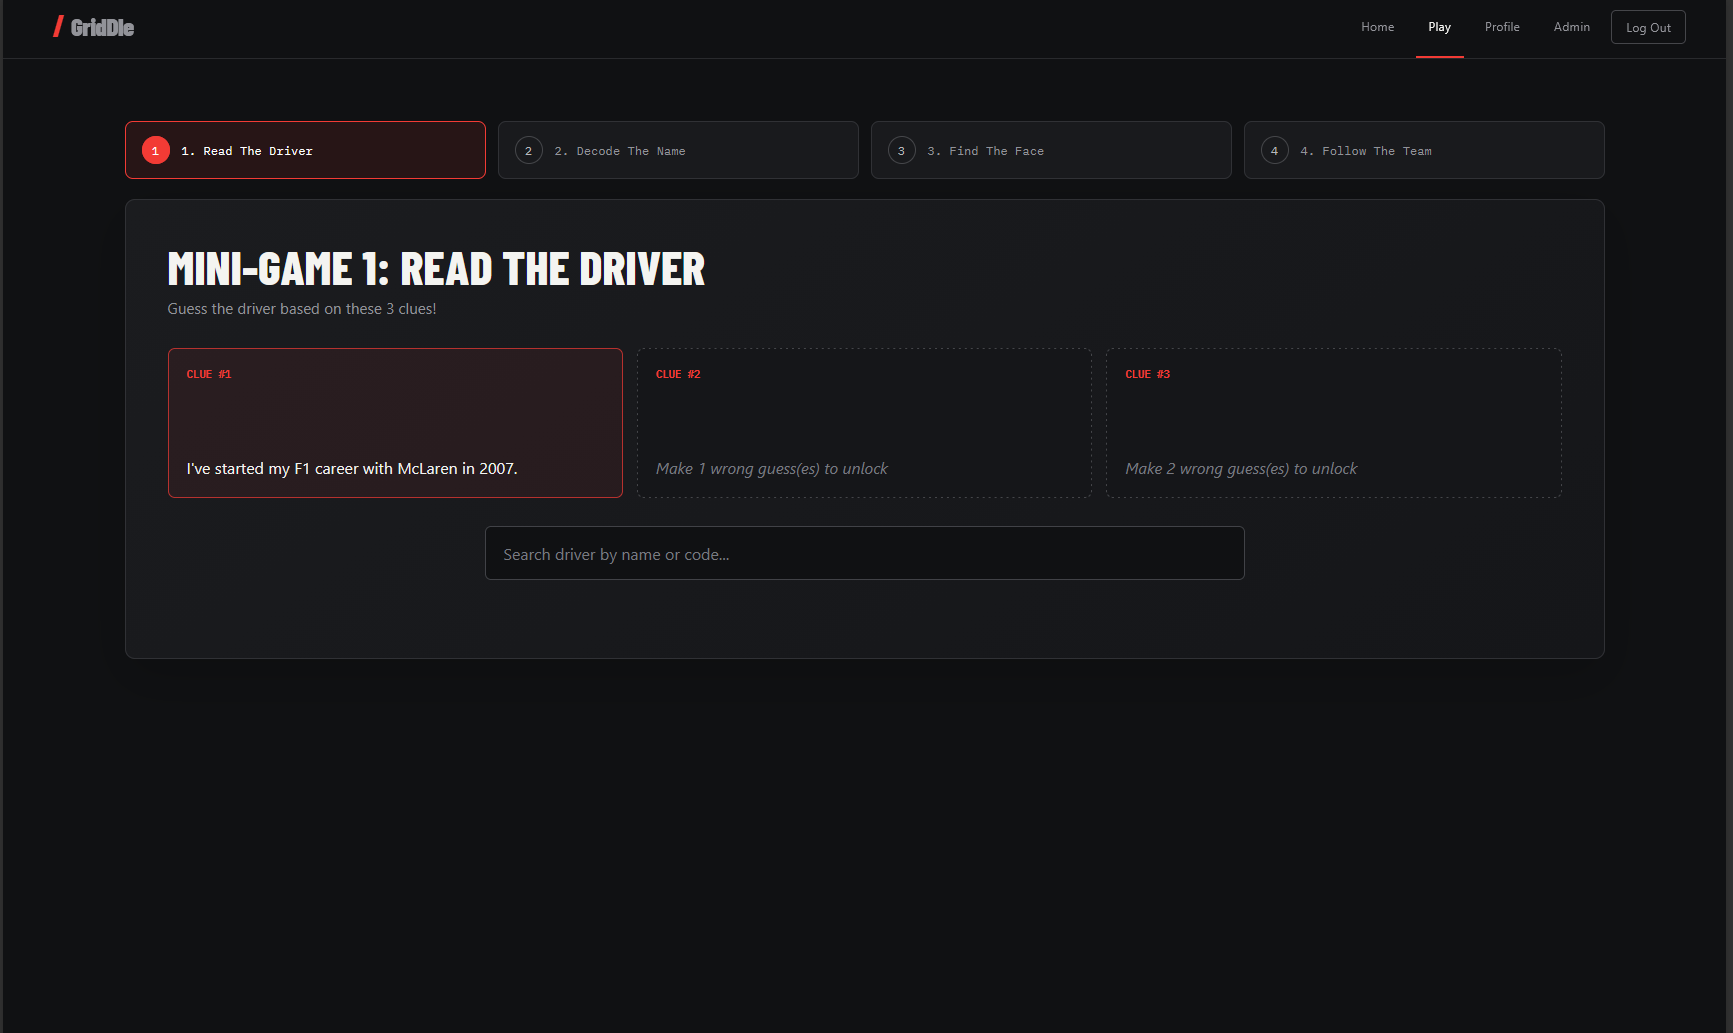 / GridDle
Home Play Profile Admin Log Out
1 1. Read The Driver
2 2. Decode The Name
3 3. Find The Face
4 4. Follow The Team
MINI-GAME 1: READ THE DRIVER
Guess the driver based on these 3 clues!
CLUE #1
I've started my F1 career with McLaren in 2007.
CLUE #2
Make 1 wrong guess(es) to unlock
CLUE #3
Make 2 wrong guess(es) to unlock
Search driver by name or code...